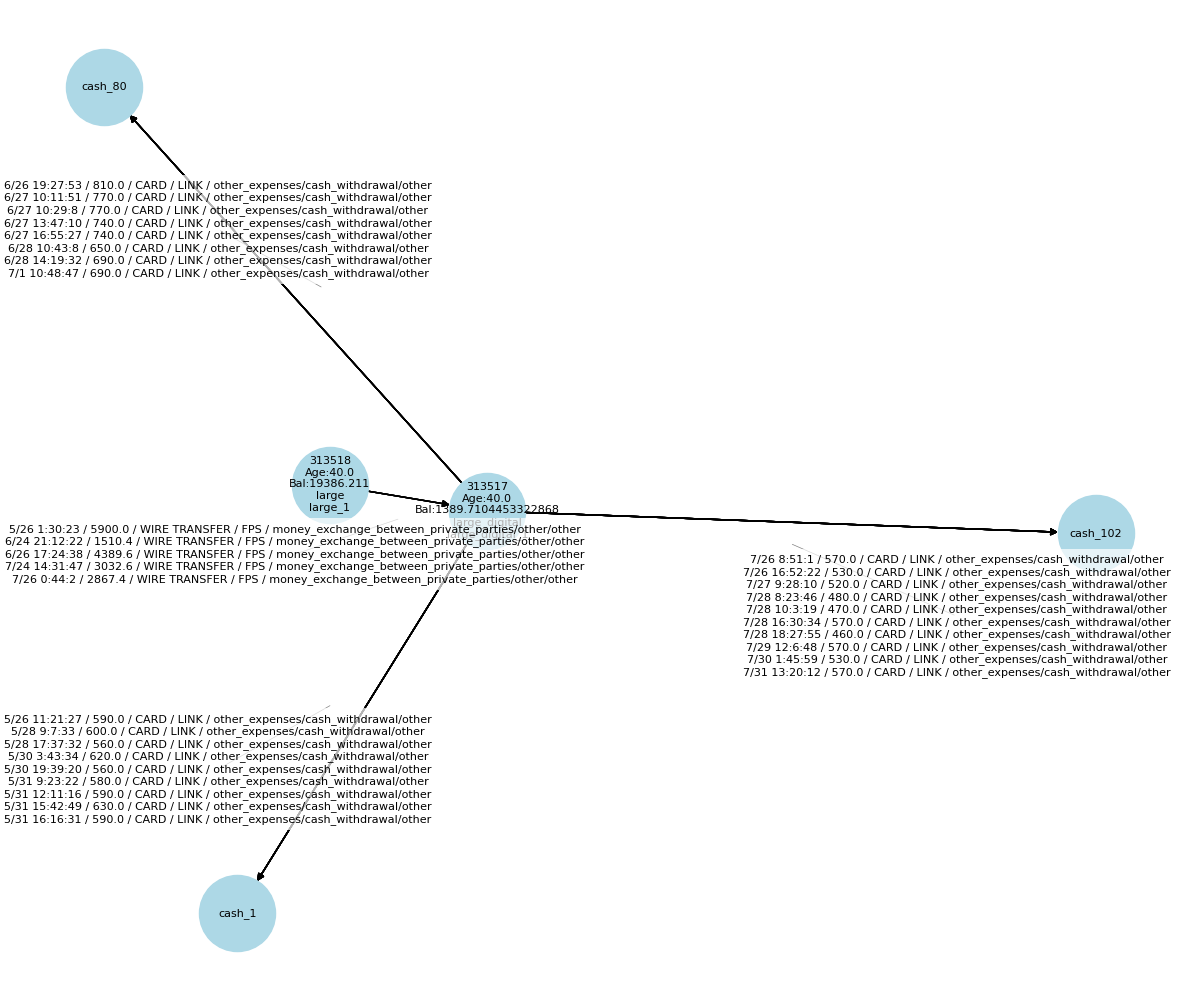 cash_80
6/26 19:27:53 / 810.0 / CARD / LINK / other_expenses/cash_withdrawal/other
6/27 10:11:51 / 770.0 / CARD / LINK / other_expenses/cash_withdrawal/other
6/27 10:29:8 / 770.0 / CARD / LINK / other_expenses/cash_withdrawal/other
6/27 13:47:10 / 740.0 / CARD / LINK / other_expenses/cash_withdrawal/other
6/27 16:55:27 / 740.0 / CARD / LINK / other_expenses/cash_withdrawal/other
6/28 10:43:8 / 650.0 / CARD / LINK / other_expenses/cash_withdrawal/other
6/28 14:19:32 / 690.0 / CARD / LINK / other_expenses/cash_withdrawal/other
7/1 10:48:47 / 690.0 / CARD / LINK / other_expenses/cash_withdrawal/other
313518
Age:40.0
Bal:19386.211
large
large_1
313517
Age:40.0
Bal:1389.7104453322868
large_digital
5/26 1:30:23 / 5900.0 / WIRE TRANSFER / FPS / money_exchange_between_private_parties/other/other
6/24 21:12:22 / 1510.4 / WIRE TRANSFER / FPS / money_exchange_between_private_parties/other/other
6/26 17:24:38 / 4389.6 / WIRE TRANSFER / FPS / money_exchange_between_private_parties/other/other
7/24 14:31:47 / 3032.6 / WIRE TRANSFER / FPS / money_exchange_between_private_parties/other/other
7/26 0:44:2 / 2867.4 / WIRE TRANSFER / FPS / money_exchange_between_private_parties/other/other
cash_102
7/26 8:51:1 / 570.0 / CARD / LINK / other_expenses/cash_withdrawal/other
7/26 16:52:22 / 530.0 / CARD / LINK / other_expenses/cash_withdrawal/other
7/27 9:28:10 / 520.0 / CARD / LINK / other_expenses/cash_withdrawal/other
7/28 8:23:46 / 480.0 / CARD / LINK / other_expenses/cash_withdrawal/other
7/28 10:3:19 / 470.0 / CARD / LINK / other_expenses/cash_withdrawal/other
7/28 16:30:34 / 570.0 / CARD / LINK / other_expenses/cash_withdrawal/other
7/28 18:27:55 / 460.0 / CARD / LINK / other_expenses/cash_withdrawal/other
7/29 12:6:48 / 570.0 / CARD / LINK / other_expenses/cash_withdrawal/other
7/30 1:45:59 / 530.0 / CARD / LINK / other_expenses/cash_withdrawal/other
7/31 13:20:12 / 570.0 / CARD / LINK / other_expenses/cash_withdrawal/other
5/26 11:21:27 / 590.0 / CARD / LINK / other_expenses/cash_withdrawal/other
5/28 9:7:33 / 600.0 / CARD / LINK / other_expenses/cash_withdrawal/other
5/28 17:37:32 / 560.0 / CARD / LINK / other_expenses/cash_withdrawal/other
5/30 3:43:34 / 620.0 / CARD / LINK / other_expenses/cash_withdrawal/other
5/30 19:39:20 / 560.0 / CARD / LINK / other_expenses/cash_withdrawal/other
5/31 9:23:22 / 580.0 / CARD / LINK / other_expenses/cash_withdrawal/other
5/31 12:11:16 / 590.0 / CARD / LINK / other_expenses/cash_withdrawal/other
5/31 15:42:49 / 630.0 / CARD / LINK / other_expenses/cash_withdrawal/other
5/31 16:16:31 / 590.0 / CARD / LINK / other_expenses/cash_withdrawal/other
cash_1